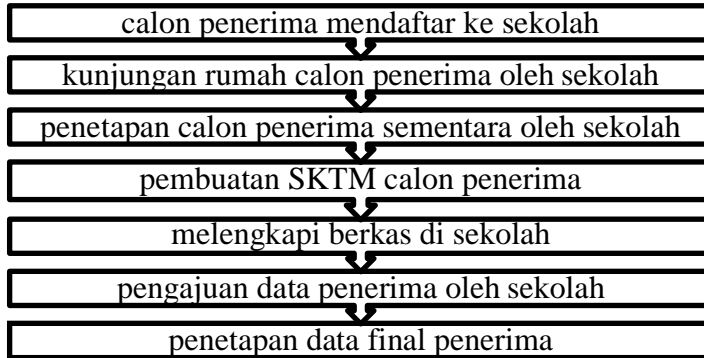 calon penerima mendaftar ke sekolah
kunjungan rumah calon penerima oleh sekolah
penetapan calon penerima sementara oleh sekolah
pembuatan SKTM calon penerima
melengkapi berkas di sekolah
pengajuan data penerima oleh sekolah
penetapan data final penerima